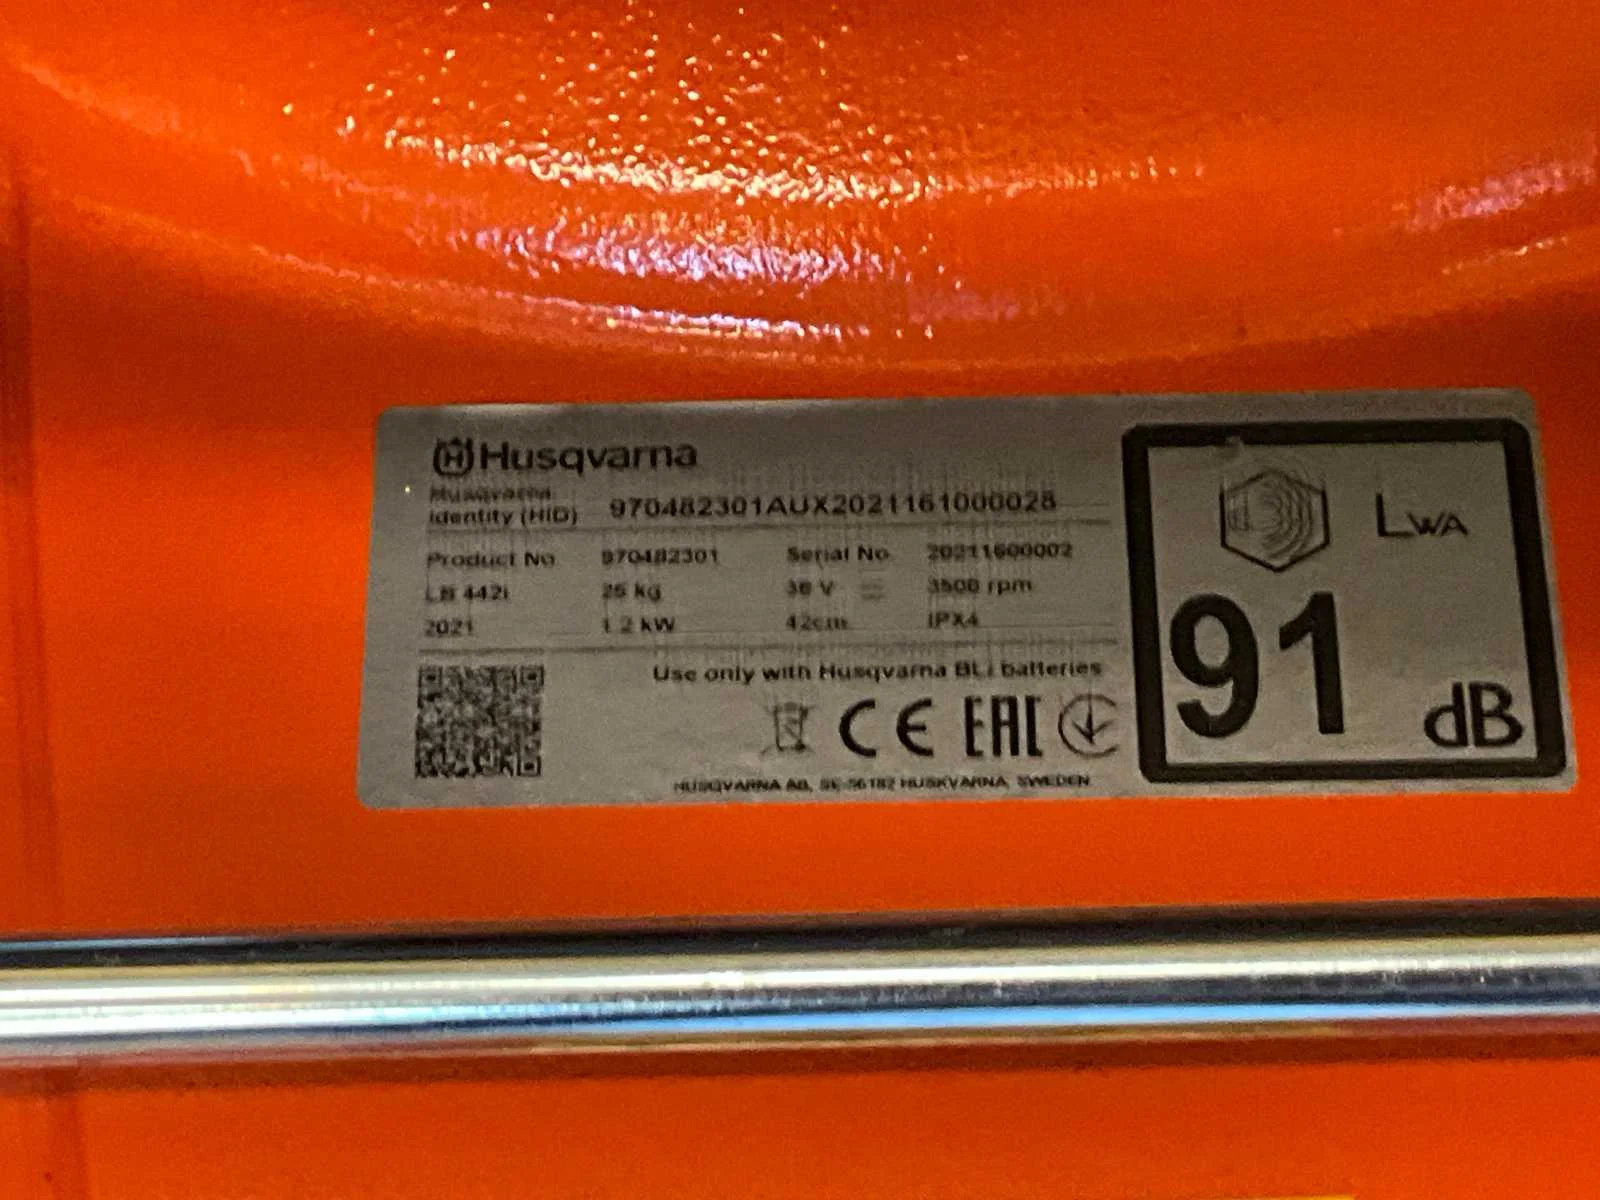 Husqvarna
Husqvarna
Identity (HID) 970482301AUX2021161000028
Product No. 970482301 Serial No. 20211600002
LB 442i 25 kg 36 V 3500 rpm
2021 1.2 kW 42cm IPX4
Use only with Husqvarna BLi batteries
CE EAC
HUSQVARNA AB, SE-56182 HUSKVARNA, SWEDEN
LWA
91
dB